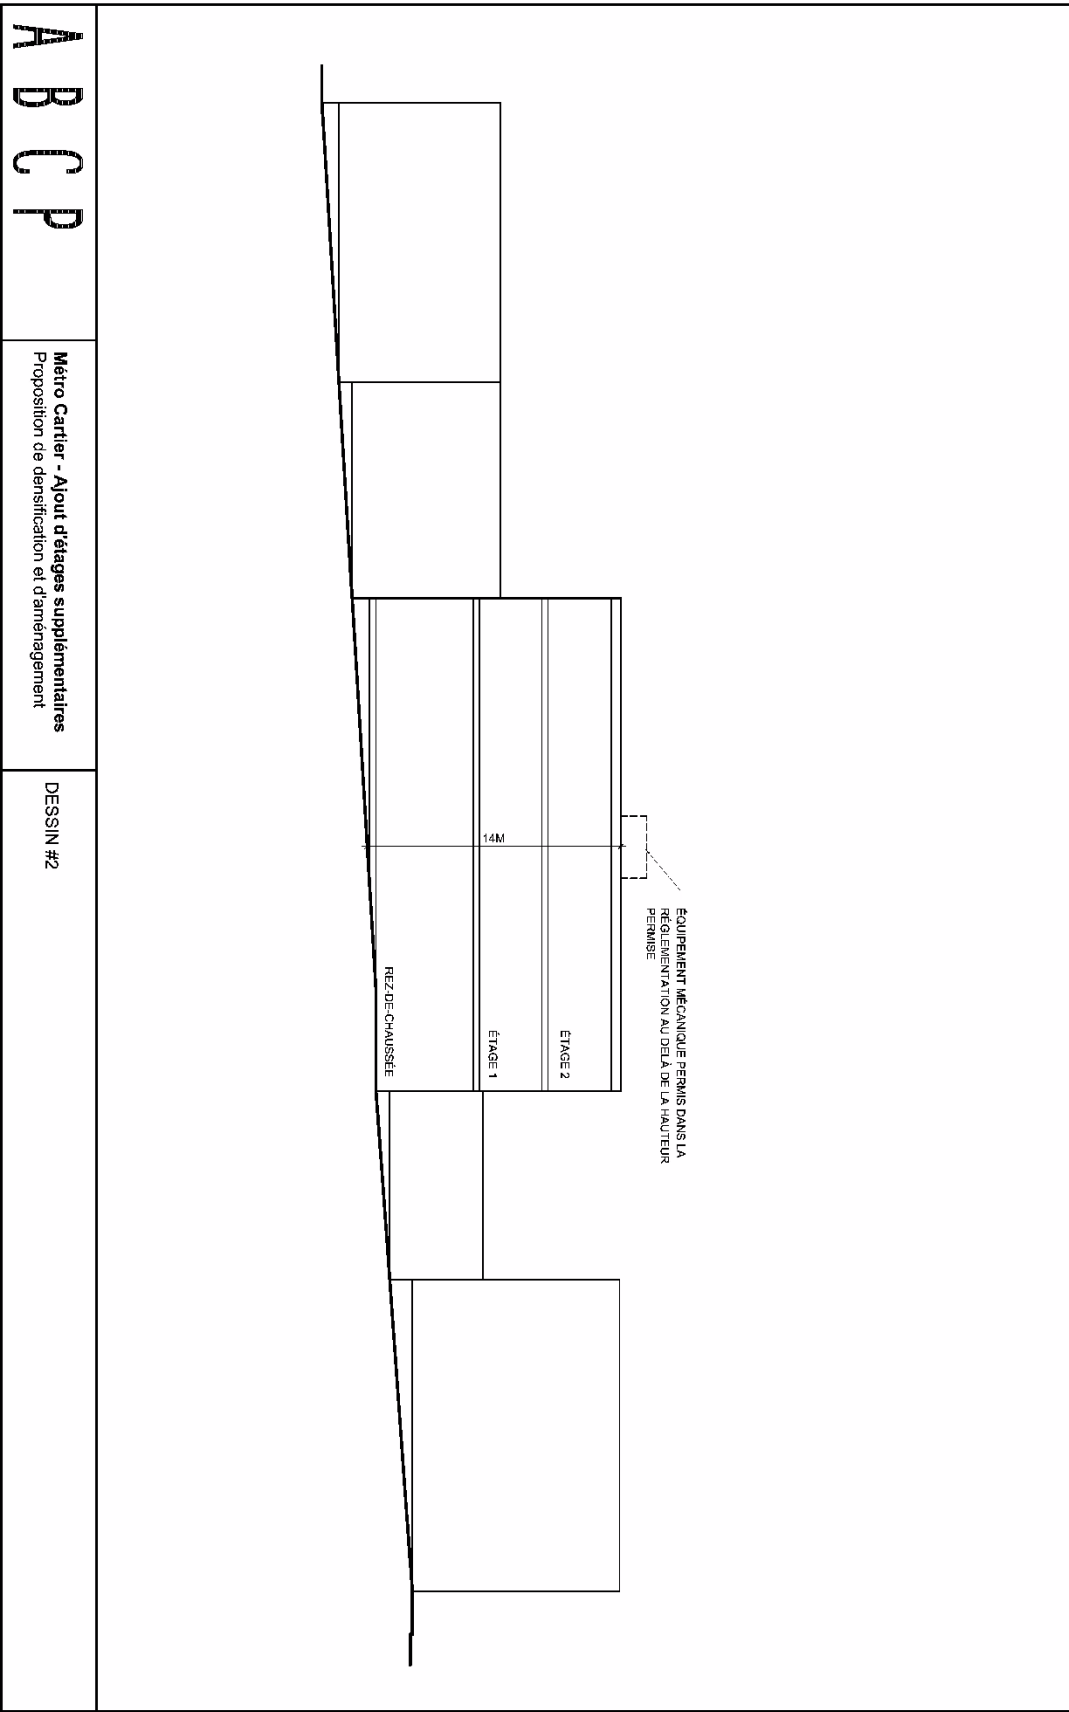 ÉQUIPEMENT MÉCANIQUE PERMIS DANS LA
RÉGLEMENTATION AU DELÀ DE LA HAUTEUR
PERMISE
14M
ÉTAGE 2
ÉTAGE 1
REZ-DE-CHAUSSÉE
A B C P
Métro Cartier - Ajout d'étages supplémentaires
Proposition de densification et d'aménagement
DESSIN #2